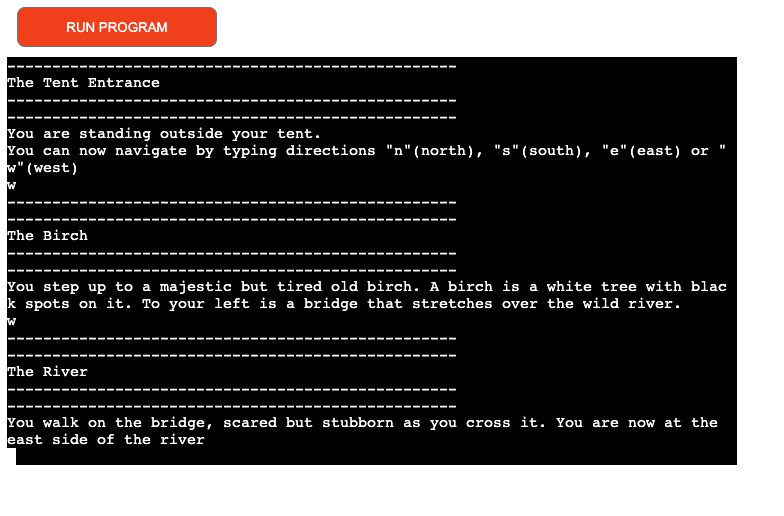 RUN PROGRAM
--------------------------------------------------
The Tent Entrance
--------------------------------------------------
--------------------------------------------------
You are standing outside your tent.
You can now navigate by typing directions "n"(north), "s"(south), "e"(east) or "
w"(west)
w
--------------------------------------------------
--------------------------------------------------
The Birch
--------------------------------------------------
--------------------------------------------------
You step up to a majestic but tired old birch. A birch is a white tree with blac
k spots on it. To your left is a bridge that stretches over the wild river.
w
--------------------------------------------------
--------------------------------------------------
The River
--------------------------------------------------
--------------------------------------------------
You walk on the bridge, scared but stubborn as you cross it. You are now at the
east side of the river